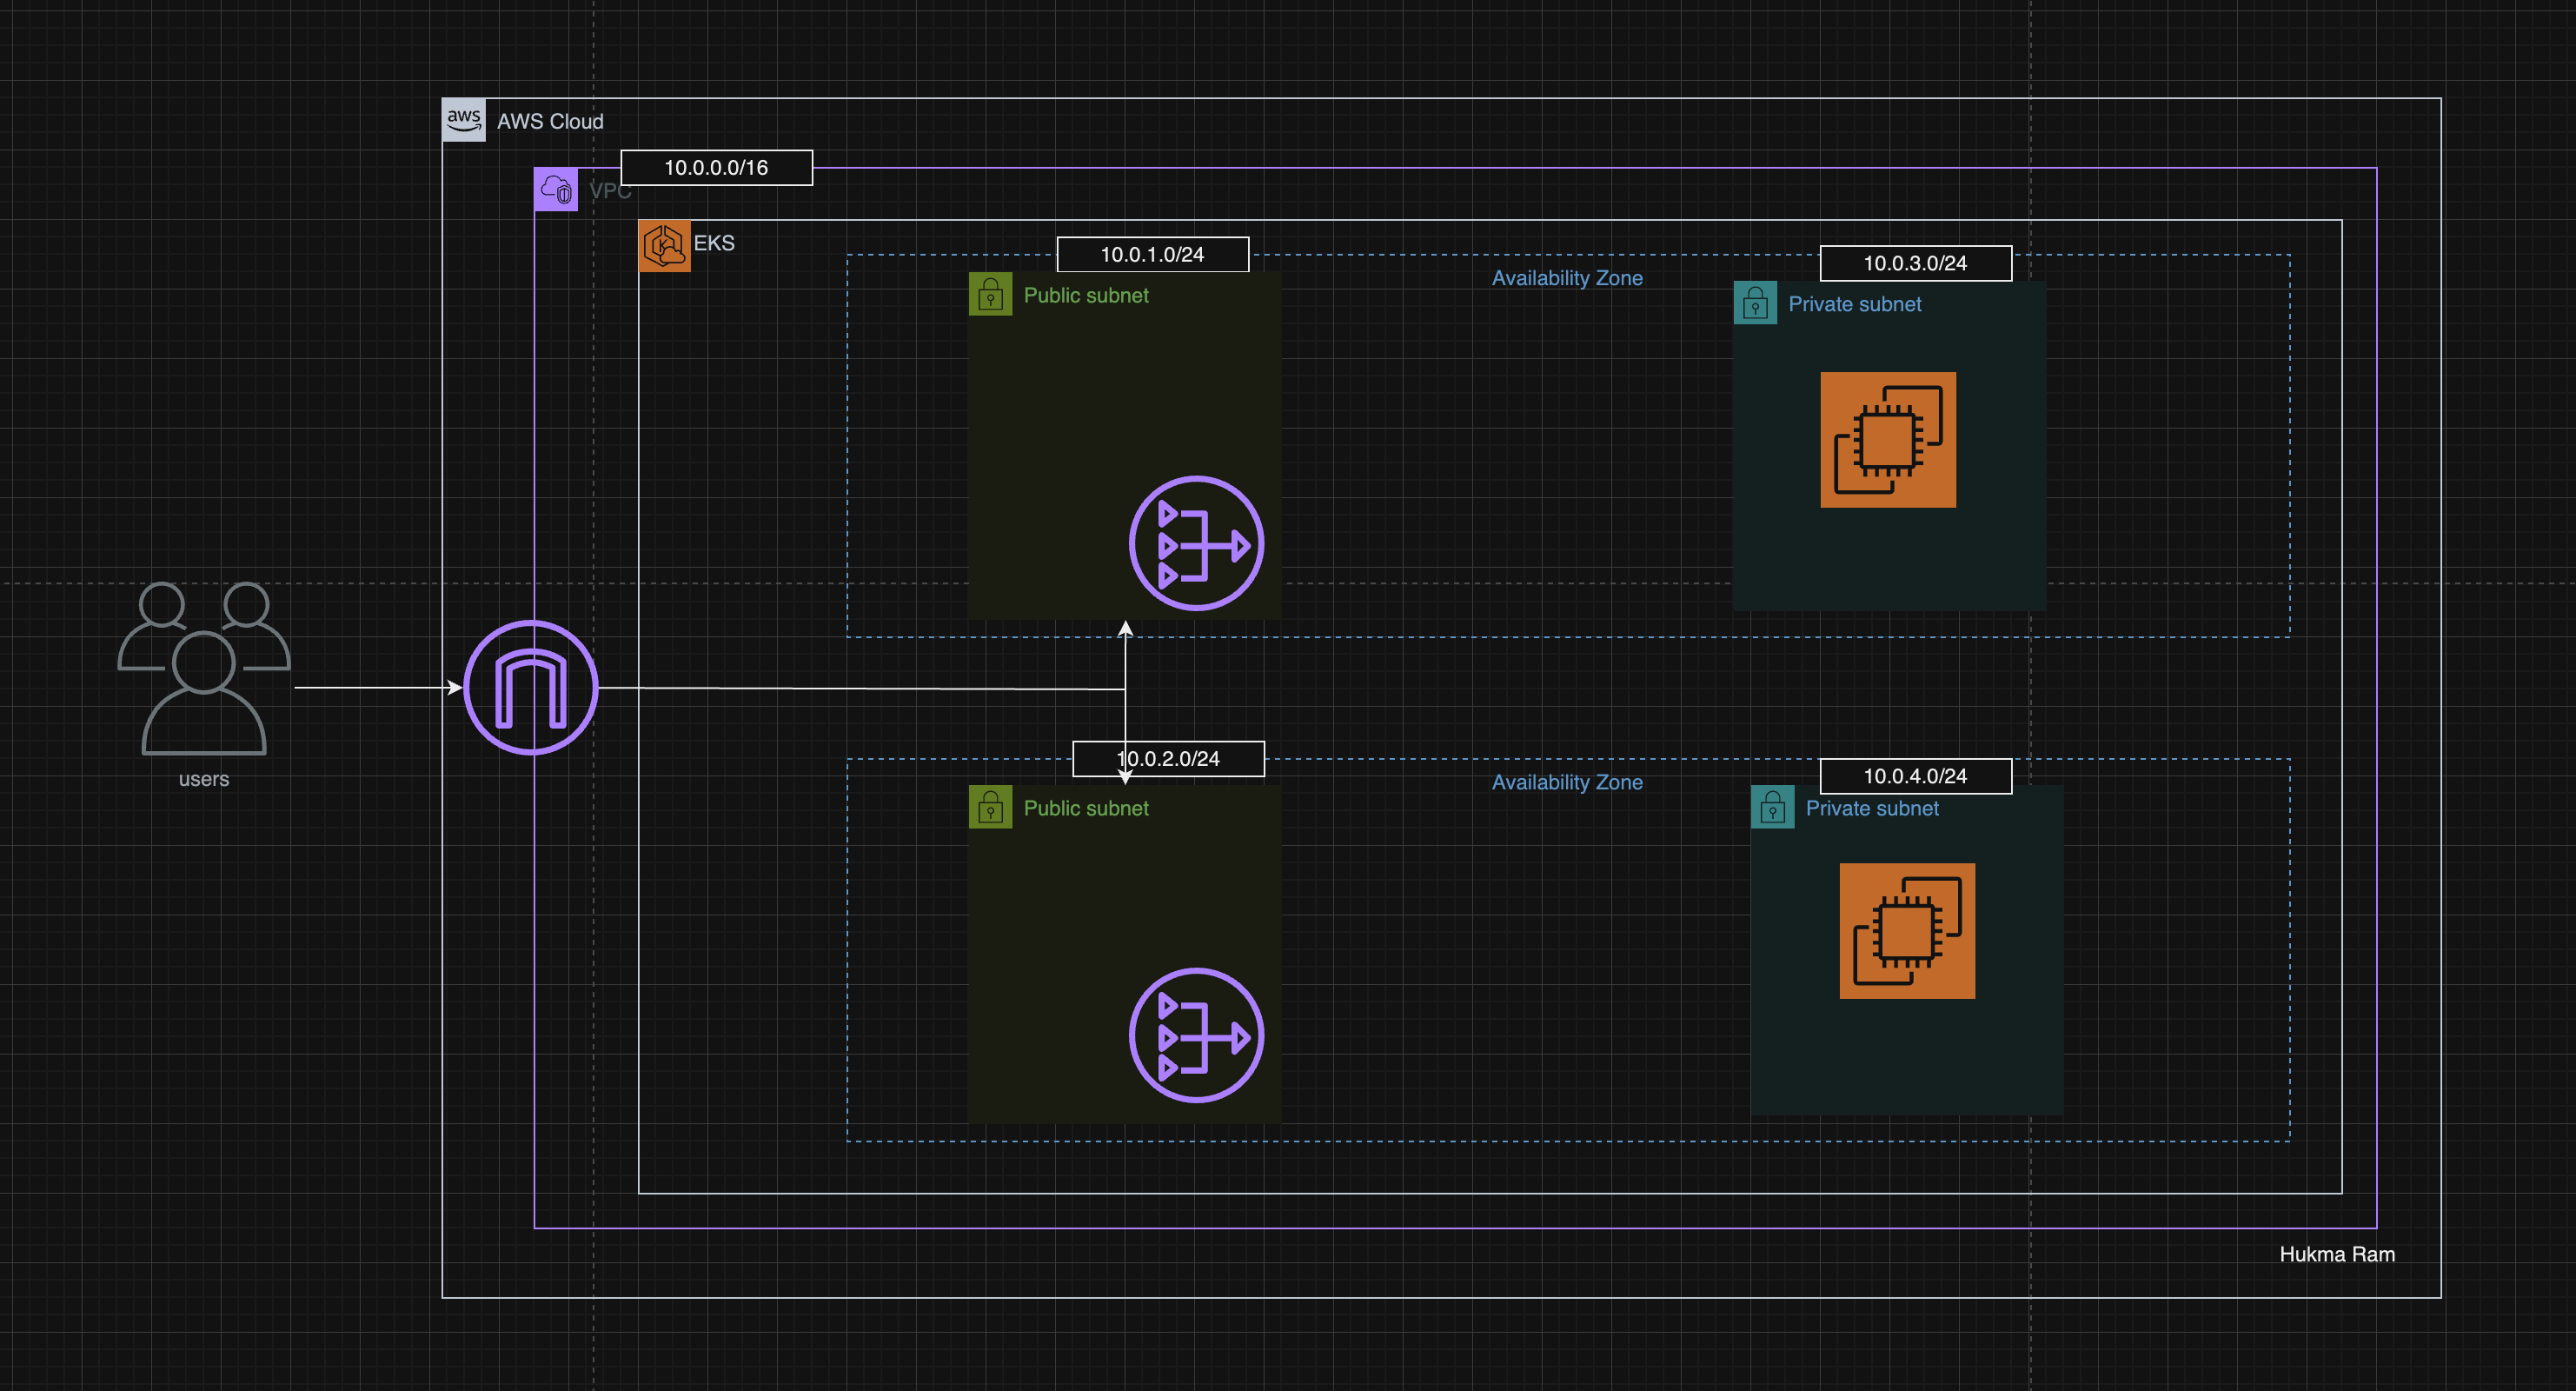 aws
AWS Cloud
10.0.0.0/16
VPC
EKS
10.0.1.0/24
Availability Zone
10.0.3.0/24
Public subnet
Private subnet
users
10.0.2.0/24
Availability Zone
10.0.4.0/24
Public subnet
Private subnet
Hukma Ram